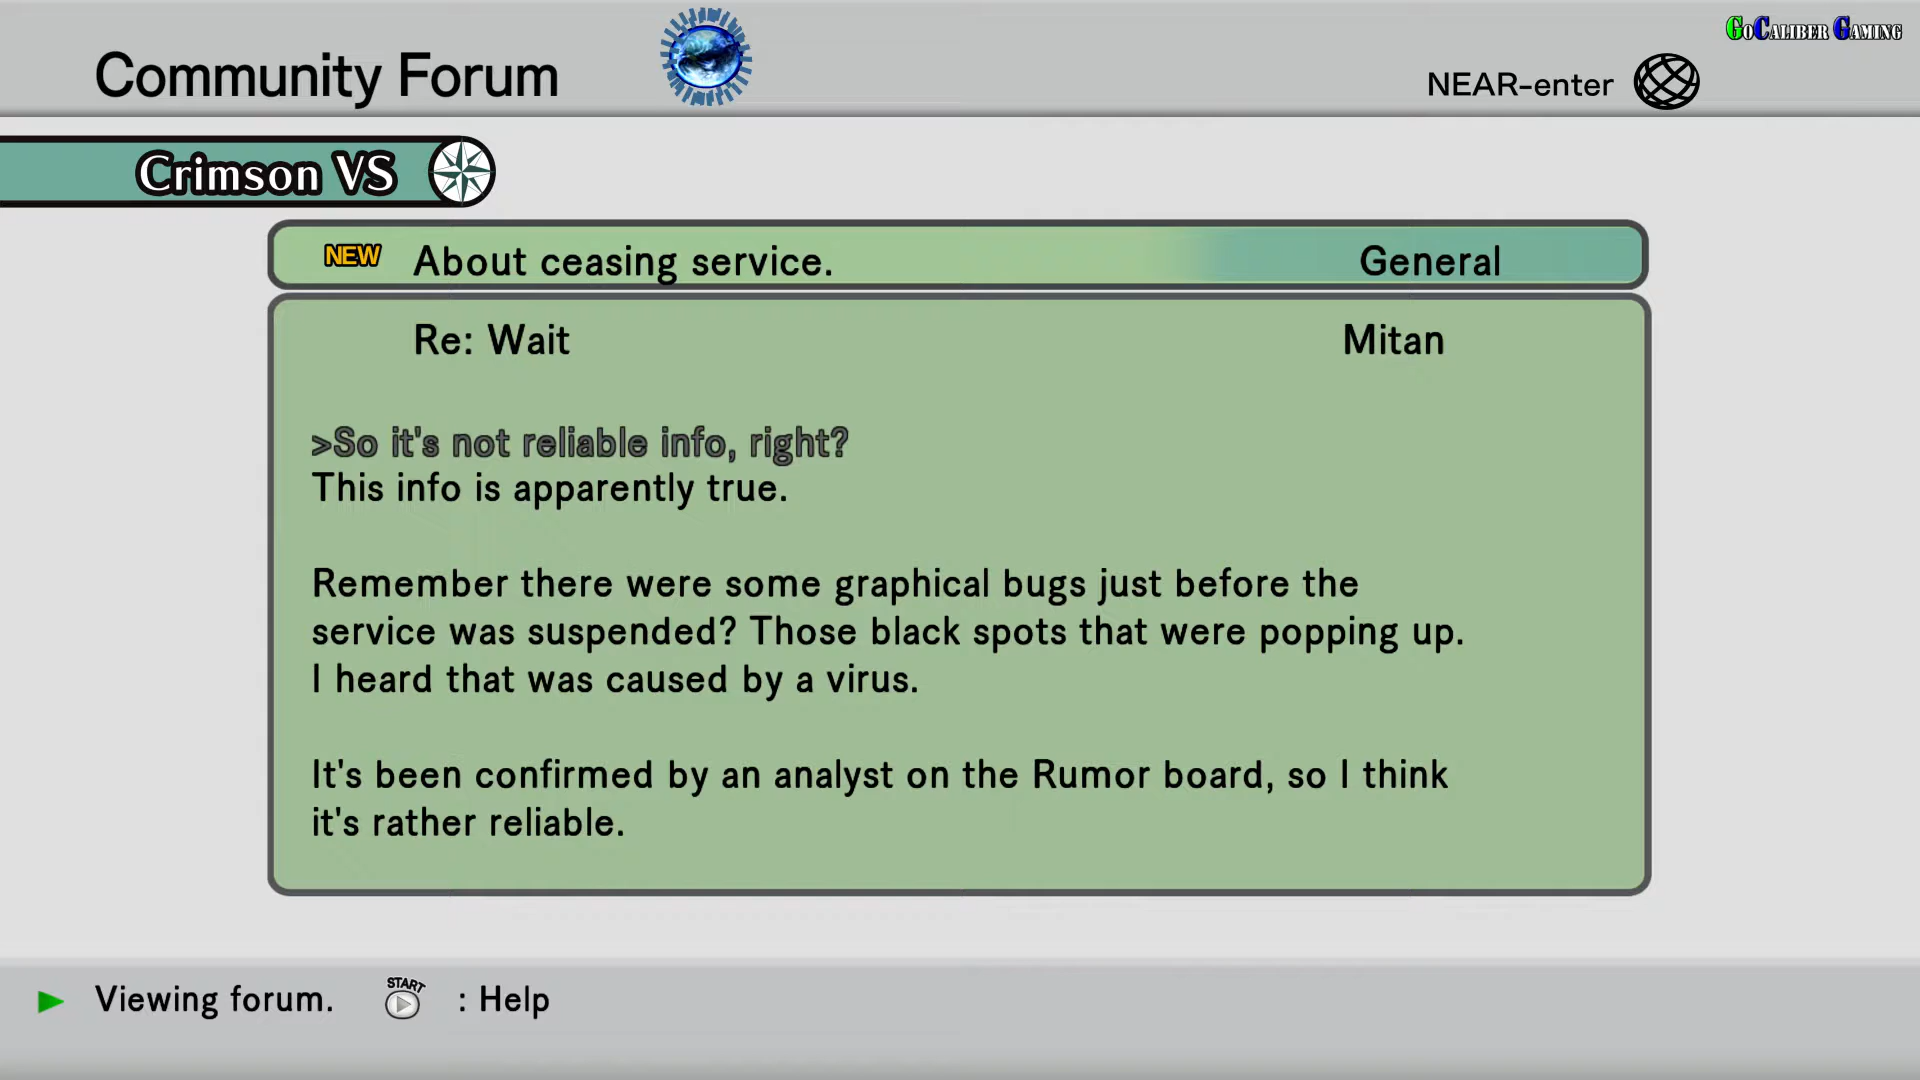 GoCaliber Gaming
Community Forum
NEAR-enter
Crimson VS
NEW About ceasing service. General
Re: Wait Mitan
>So it's not reliable info, right?
This info is apparently true.
Remember there were some graphical bugs just before the
service was suspended? Those black spots that were popping up.
I heard that was caused by a virus.
It's been confirmed by an analyst on the Rumor board, so I think
it's rather reliable.
Viewing forum. START : Help